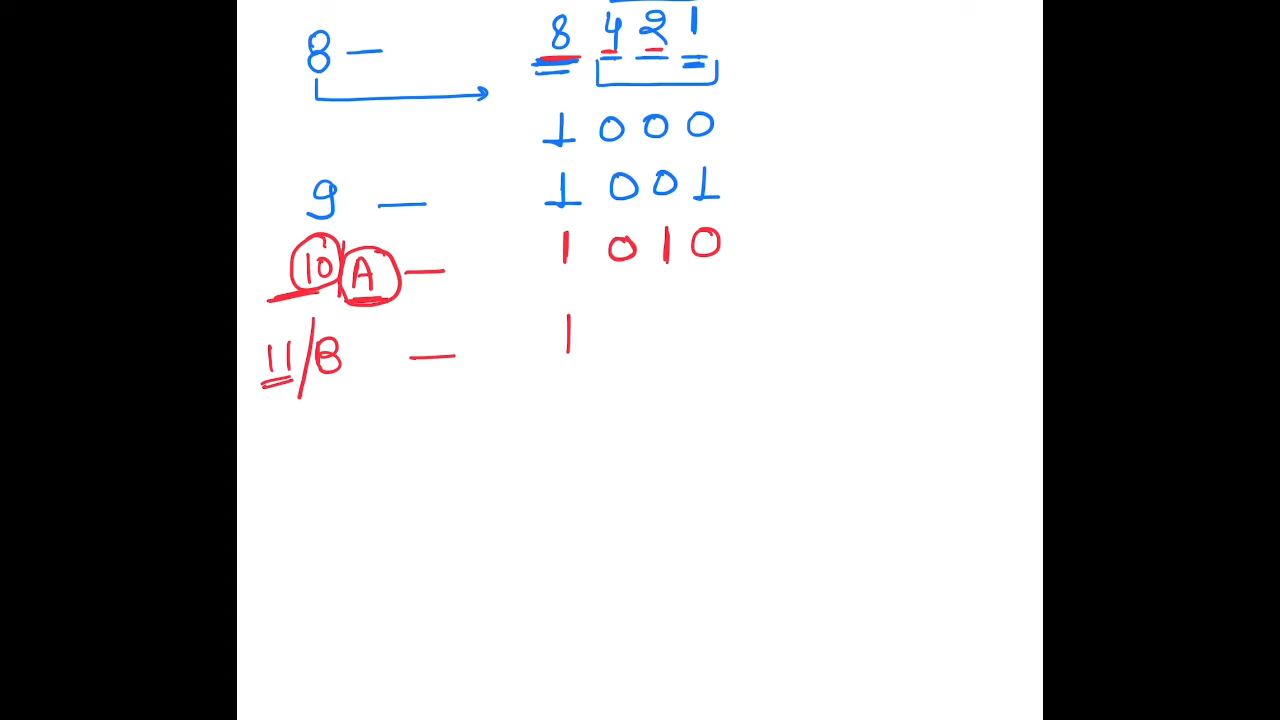 8 — 8 4 2 1
1 0 0 0
9 — 1 0 0 1
10 | A — 1 0 1 0
11/B — 1